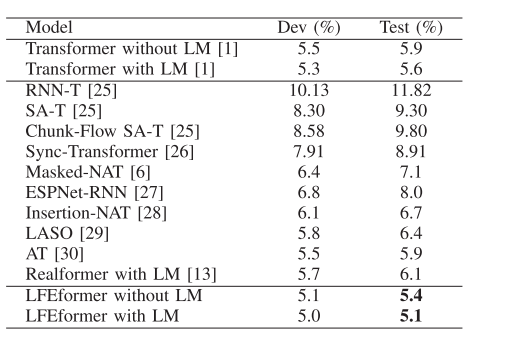 Model Dev (%) Test (%)
Transformer without LM [1] 5.5 5.9
Transformer with LM [1] 5.3 5.6
RNN-T [25] 10.13 11.82
SA-T [25] 8.30 9.30
Chunk-Flow SA-T [25] 8.58 9.80
Sync-Transformer [26] 7.91 8.91
Masked-NAT [6] 6.4 7.1
ESPNet-RNN [27] 6.8 8.0
Insertion-NAT [28] 6.1 6.7
LASO [29] 5.8 6.4
AT [30] 5.5 5.9
Realformer with LM [13] 5.7 6.1
LFEformer without LM 5.1 5.4
LFEformer with LM 5.0 5.1